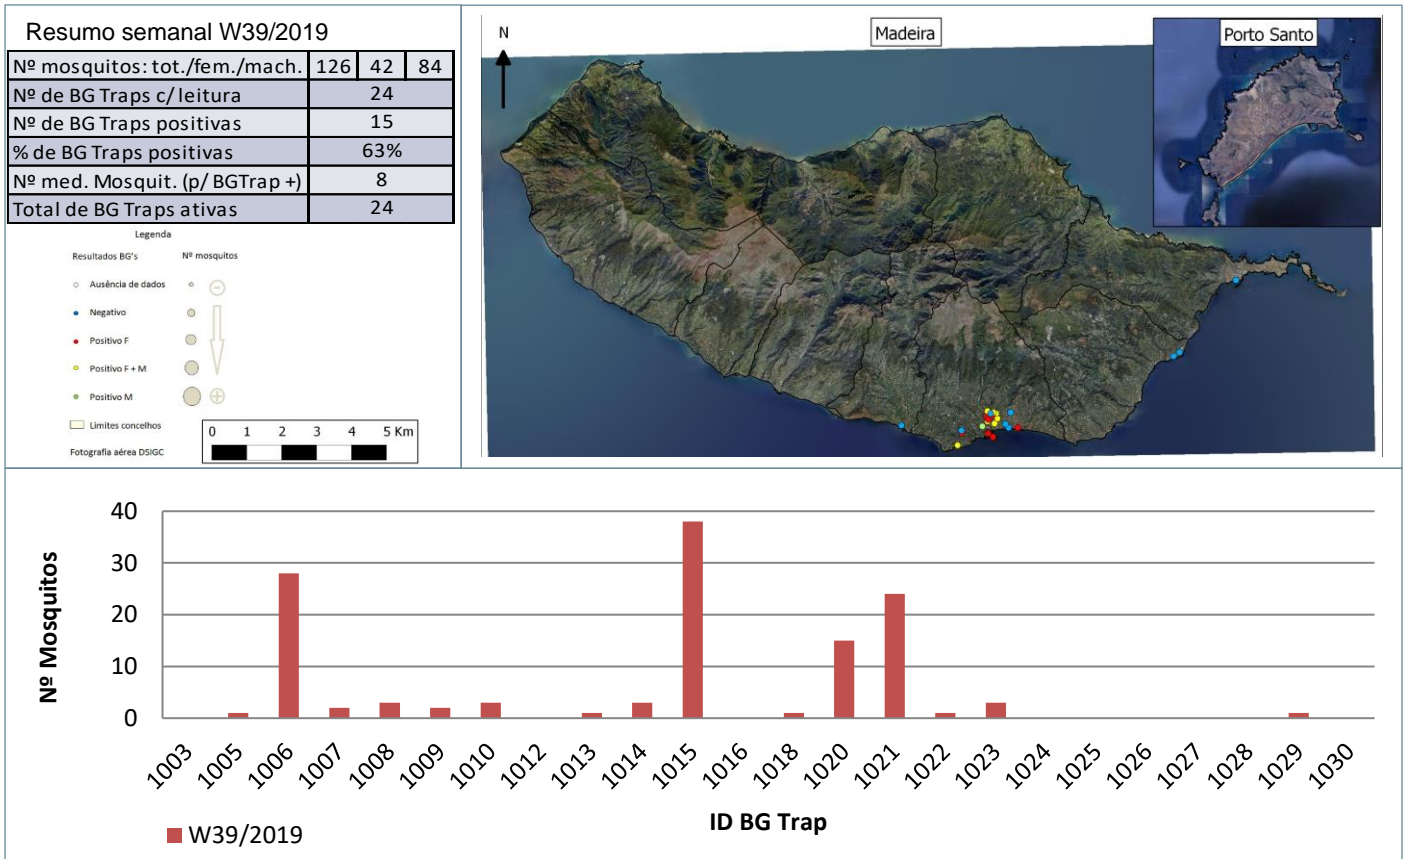 Resumo semanal W39/2019
Nº mosquitos: tot./fem./mach. 126 42 84
Nº de BG Traps c/ leitura 24
Nº de BG Traps positivas 15
% de BG Traps positivas 63%
Nº med. Mosquit. (p/ BGTrap +) 8
Total de BG Traps ativas 24
Legenda
Resultados BG's Nº mosquitos
Ausência de dados
Negativo
Positivo F
Positivo F + M
Positivo M
Limites concelhos
Fotografia aérea DSIGC
0 1 2 3 4 5 Km
N
Madeira
Porto Santo
Nº Mosquitos
40
30
20
10
0
1003 1005 1006 1007 1008 1009 1010 1012 1013 1014 1015 1016 1018 1020 1021 1022 1023 1024 1025 1026 1027 1028 1029 1030
ID BG Trap
W39/2019